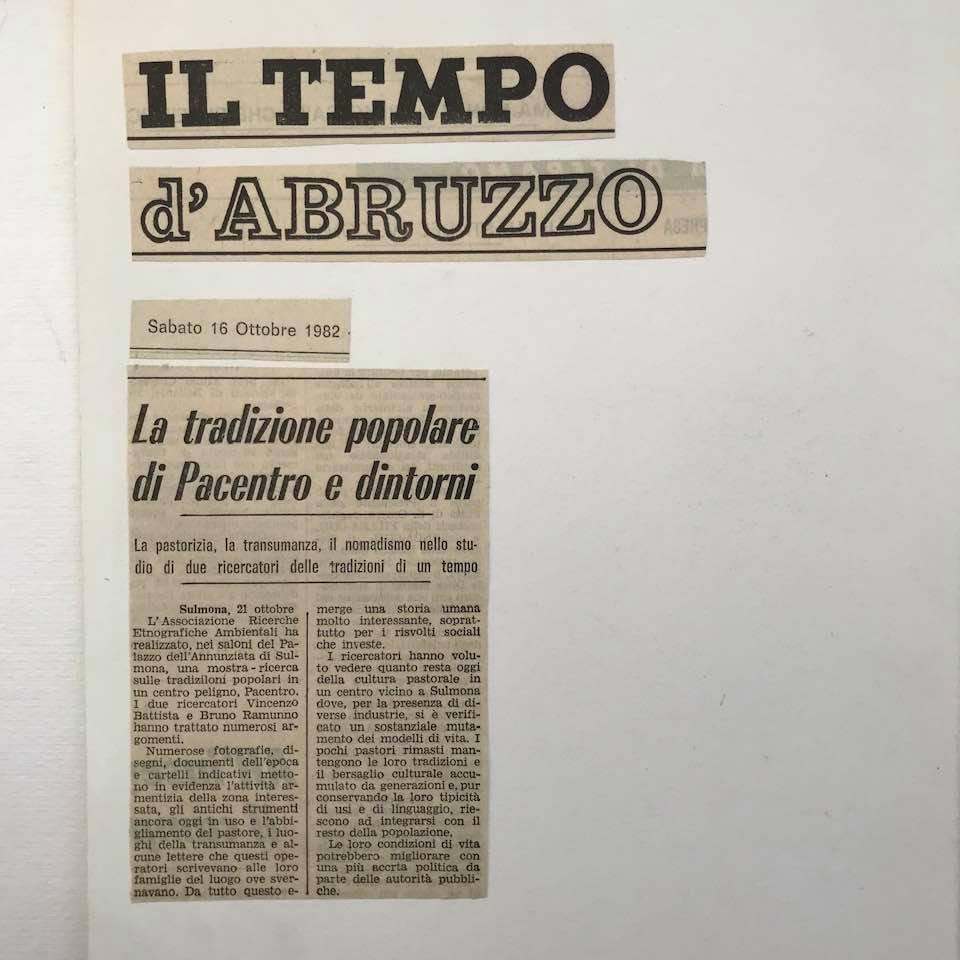 IL TEMPO
d'ABRUZZO
Sabato 16 Ottobre 1982
La tradizione popolare
di Pacentro e dintorni
La pastorizia, la transumanza, il nomadismo nello stu-
dio di due ricercatori delle tradizioni di un tempo
Sulmona, 21 ottobre
L'Associazione Ricerche
Etnografiche Ambientali ha
realizzato, nei saloni del Pa-
lazzo dell'Annunziata di Sul-
mona, una mostra-ricerca
sulle tradiziloni popolari in
un centro peligno, Pacentro.
I due ricercatori Vincenzo
Battista e Bruno Ramunno
hanno trattato numerosi ar-
gomenti.
Numerose fotografie, di-
segni, documenti dell'epoca
e cartelli indicativi metto-
no in evidenza l'attività ar-
mentizia della zona interes-
sata, gli antichi strumenti
ancora oggi in uso e l'abbi-
gliamento del pastore, i luo-
ghi della transumanza e al-
cune lettere che questi ope-
ratori scrivevano alle loro
famiglie del luogo ove sver-
navano. Da tutto questo e-
merge una storia umana
molto interessante, soprat-
tutto per i risvolti sociali
che investe.
I ricercatori hanno volu-
to vedere quanto resta oggi
della cultura pastorale in
un centro vicino a Sulmona
dove, per la presenza di di-
verse industrie, si è verifi-
cato un sostanziale muta-
mento dei modelli di vita. I
pochi pastori rimasti man-
tengono le loro tradizioni e
il bersaglio culturale accu-
mulato da generazioni e, pur
conservando la loro tipicità
di usi e di linguaggio, rie-
scono ad integrarsi con il
resto della popolazione.
Le loro condizioni di vita
potrebbero migliorare con
una più accrta politica da
parte delle autorità pubbli-
che.